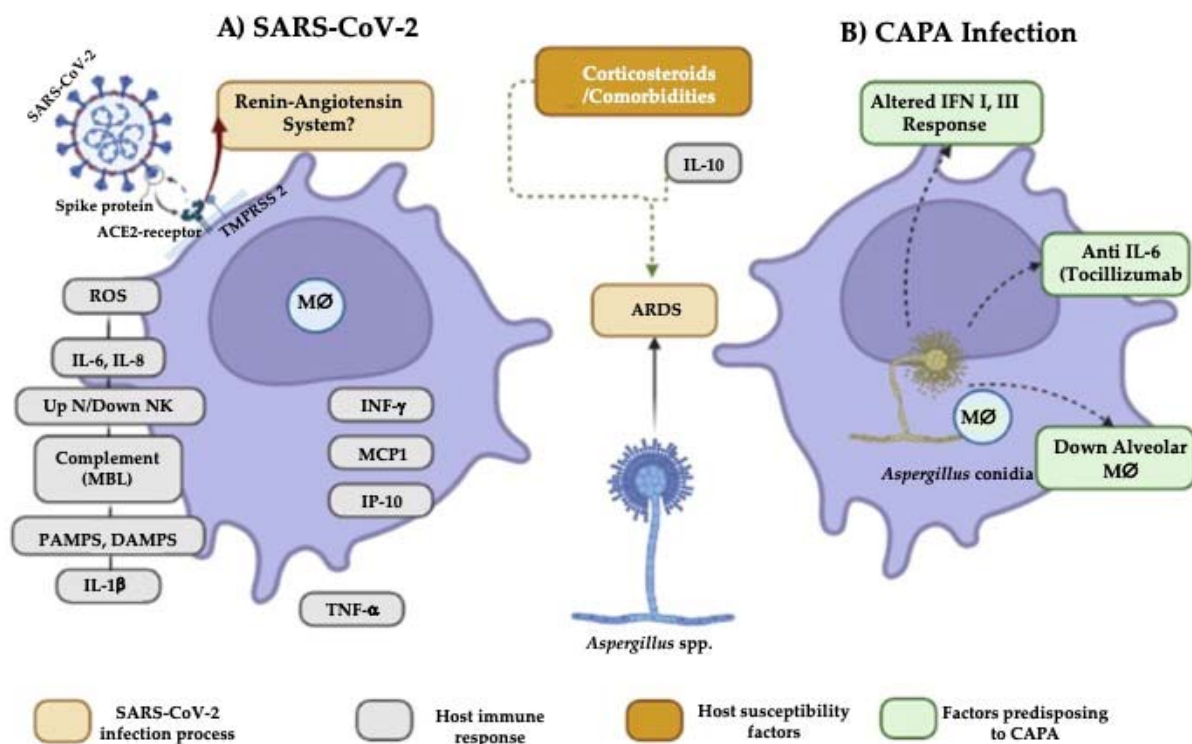 A) SARS-CoV-2
B) CAPA Infection
SARS-CoV-2
Renin-Angiotensin
System?
Spike protein
ACE2-receptor
TMPRSS 2
MØ
ROS
IL-6, IL-8
Up N/Down NK
Complement
(MBL)
PAMPS, DAMPS
IL-1β
INF-γ
MCP1
IP-10
TNF-α
Corticosteroids
/Comorbidities
IL-10
ARDS
Aspergillus spp.
Altered IFN I, III
Response
Anti IL-6
(Tocillizumab
MØ
Aspergillus conidia
Down Alveolar
MØ
SARS-CoV-2
infection process
Host immune
response
Host susceptibility
factors
Factors predisposing
to CAPA